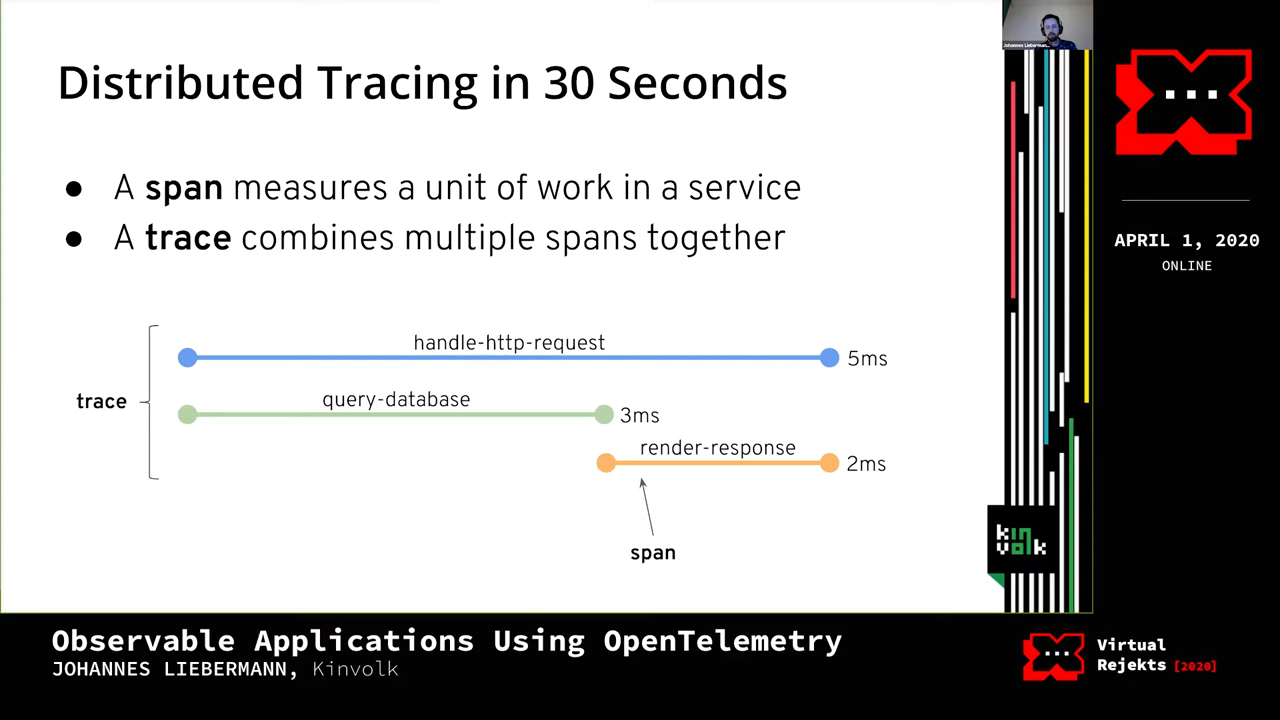 Distributed Tracing in 30 Seconds
● A span measures a unit of work in a service
● A trace combines multiple spans together
handle-http-request
5ms
trace
query-database
3ms
render-response
2ms
span
kinvolk
APRIL 1, 2020
ONLINE
Observable Applications Using OpenTelemetry
JOHANNES LIEBERMANN, Kinvolk
Virtual
Rejekts [2020]